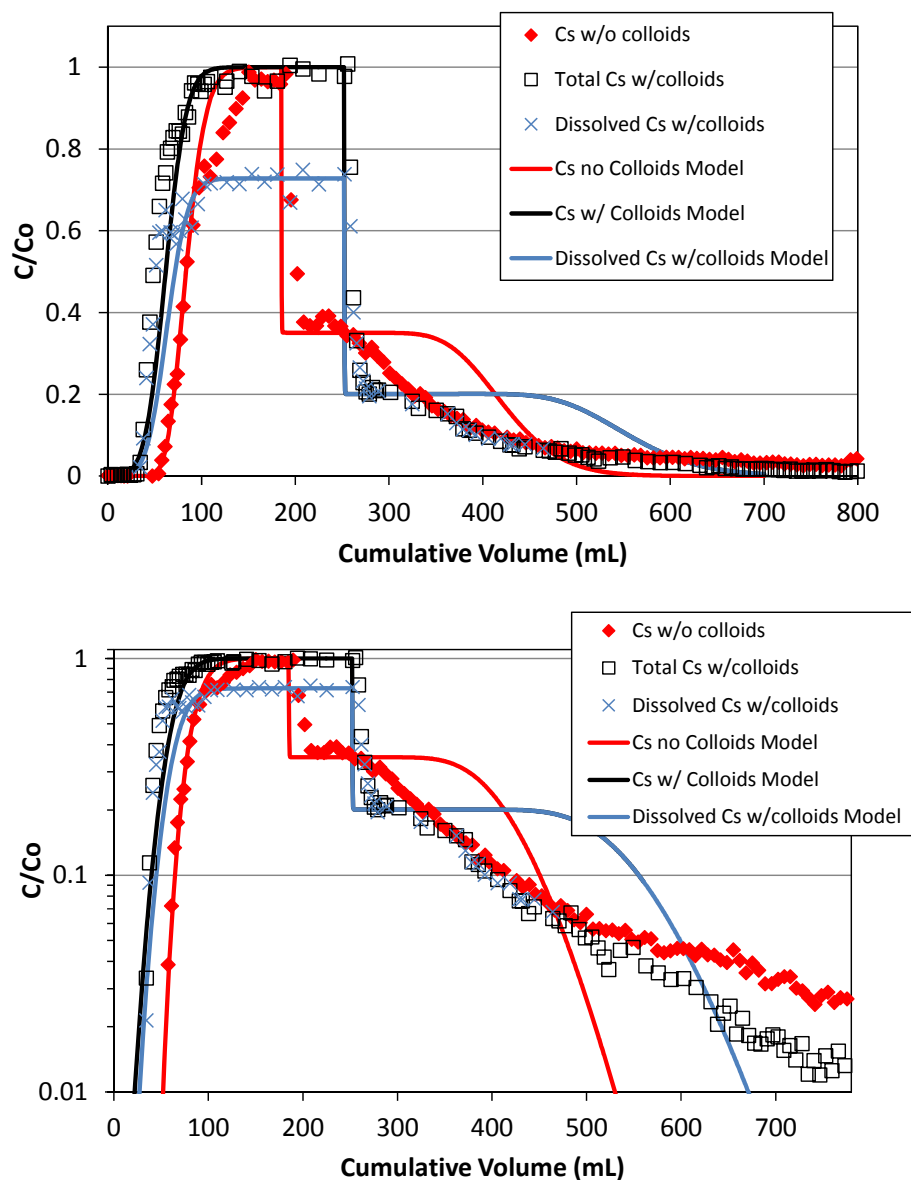 C/Co
1
0.8
0.6
0.4
0.2
0
0 100 200 300 400 500 600 700 800
Cumulative Volume (mL)
Cs w/o colloids
Total Cs w/colloids
Dissolved Cs w/colloids
Cs no Colloids Model
Cs w/ Colloids Model
Dissolved Cs w/colloids Model
C/Co
1
0.1
0.01
0 100 200 300 400 500 600 700
Cumulative Volume (mL)
Cs w/o colloids
Total Cs w/colloids
Dissolved Cs w/colloids
Cs no Colloids Model
Cs w/ Colloids Model
Dissolved Cs w/colloids Model